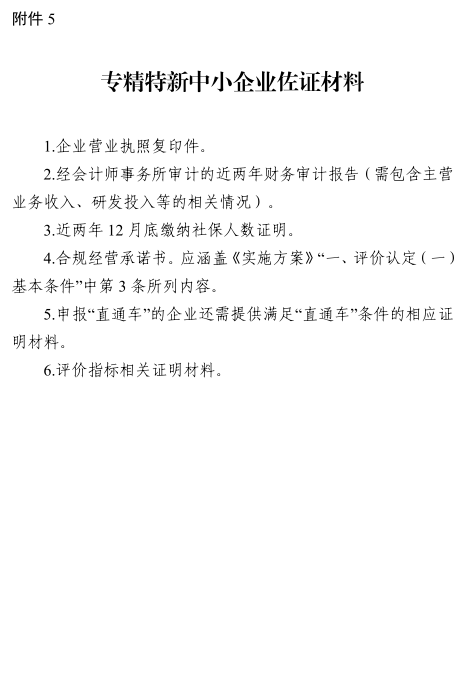 附件 5
专精特新中小企业佐证材料
1.企业营业执照复印件。
2.经会计师事务所审计的近两年财务审计报告（需包含主营
业务收入、研发投入等的相关情况）。
3.近两年 12 月底缴纳社保人数证明。
4.合规经营承诺书。应涵盖《实施方案》“一、评价认定（一）
基本条件”中第 3 条所列内容。
5.申报“直通车”的企业还需提供满足“直通车”条件的相应证
明材料。
6.评价指标相关证明材料。